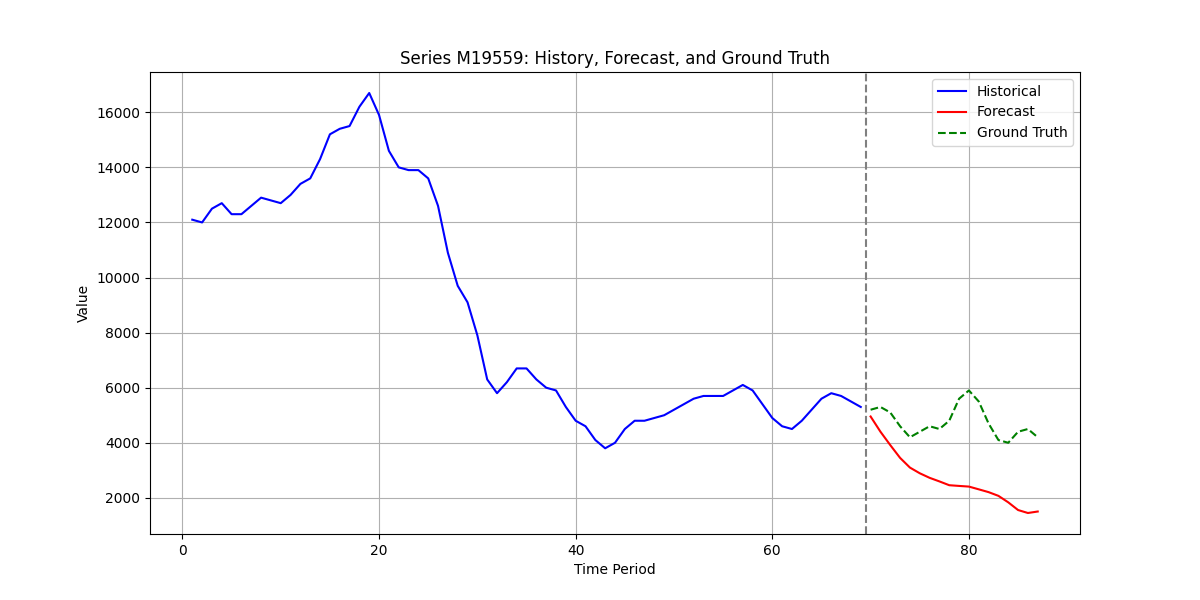 Series M19559: History, Forecast, and Ground Truth
Historical
Forecast
Ground Truth
Value
16000
14000
12000
10000
8000
6000
4000
2000
0
20
40
60
80
Time Period